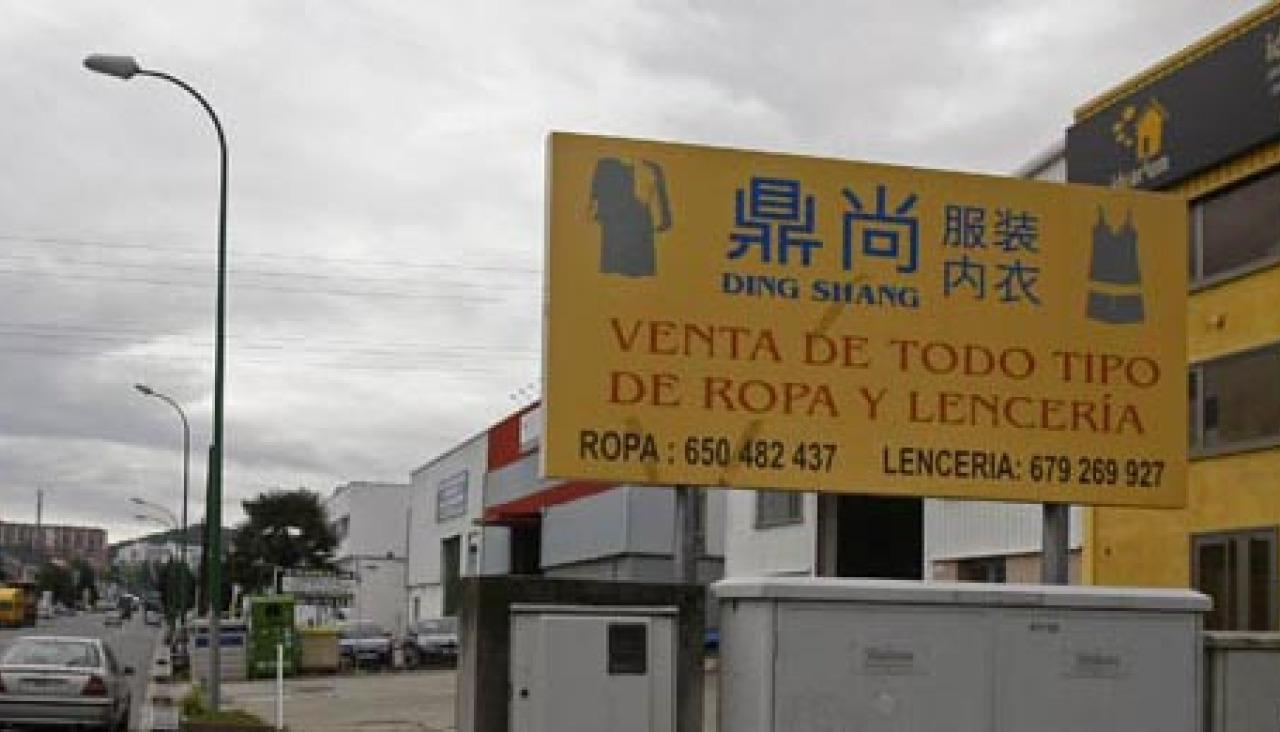 鼎尚 服装
内衣
DING SHANG
VENTA DE TODO TIPO
DE ROPA Y LENCERÍA
ROPA : 650 482 437 LENCERIA: 679 269 927